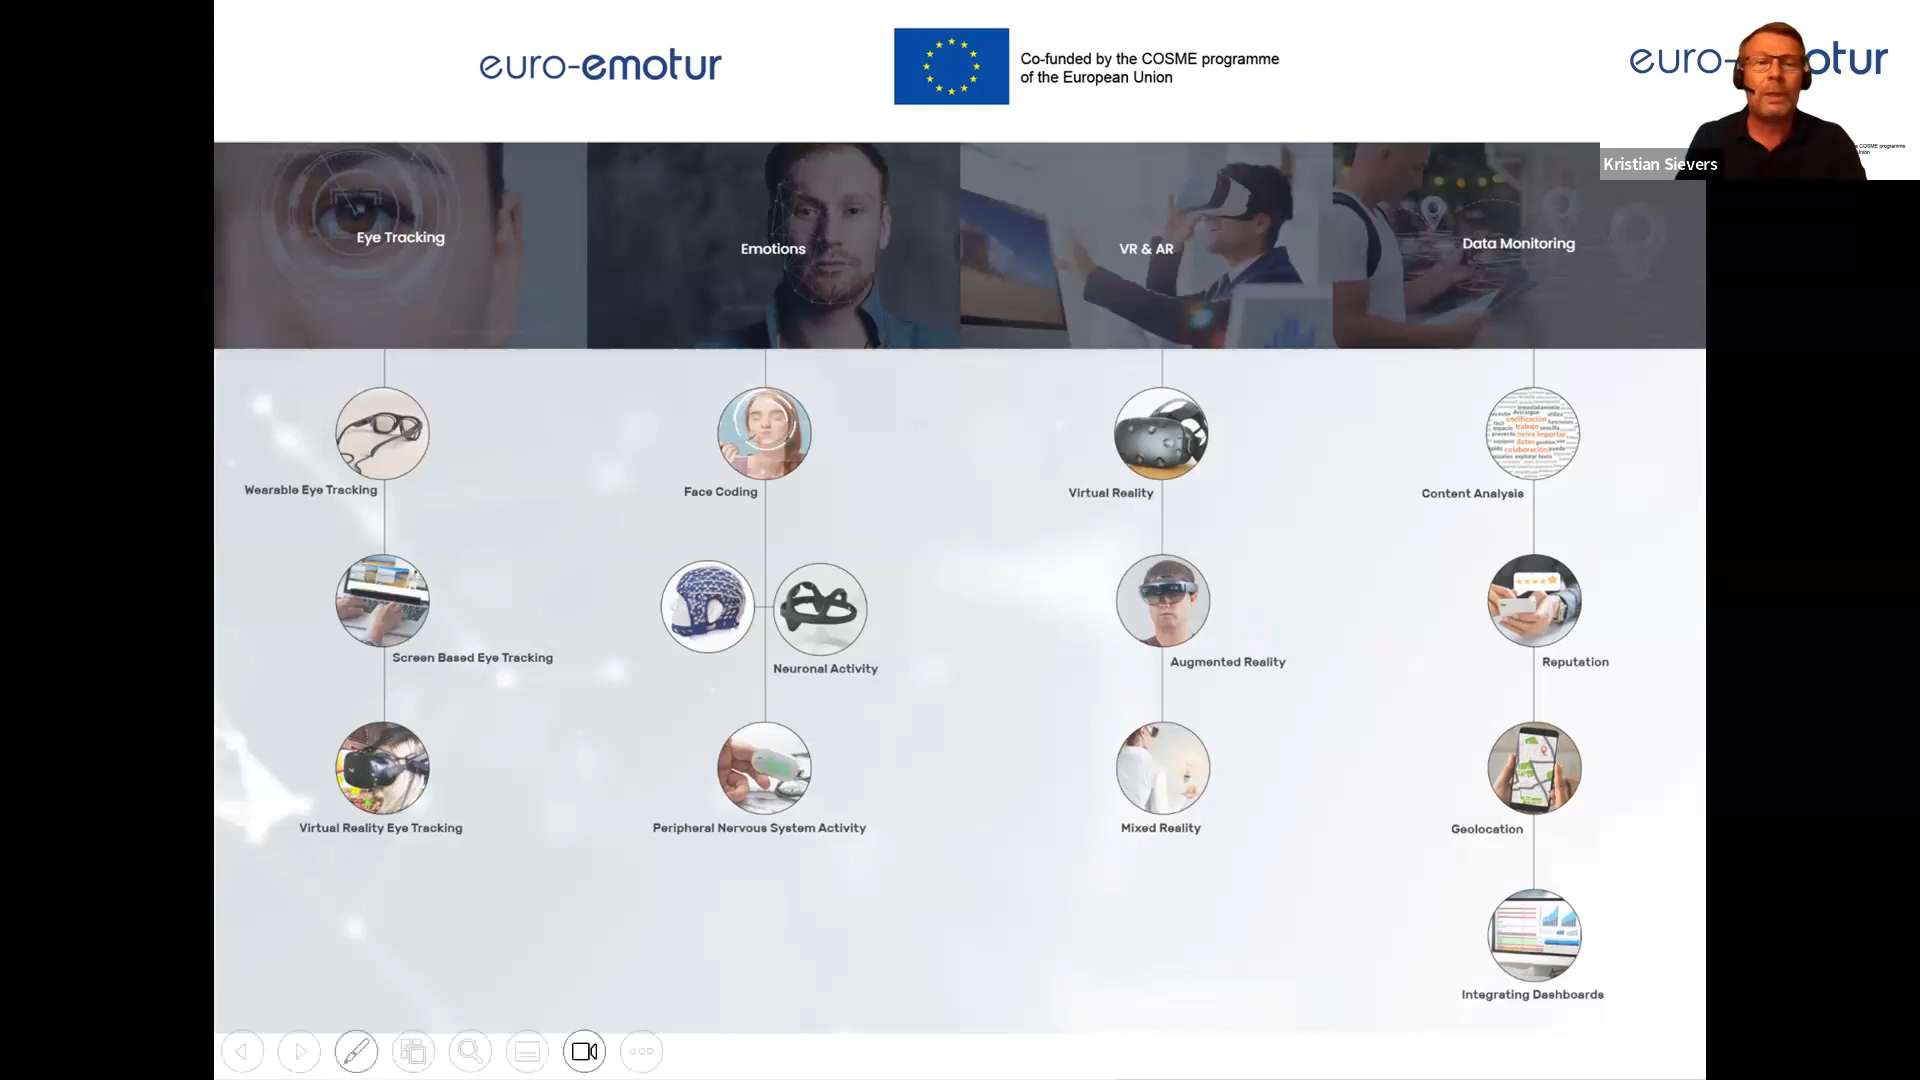 euro-emotur
Co-funded by the COSME programme
of the European Union
euro-
otur
COSME programme
Kristian Sievers
Eye Tracking
Emotions
VR & AR
Data Monitoring
Wearable Eye Tracking
Face Coding
Virtual Reality
Content Analysis
Screen Based Eye Tracking
Neuronal Activity
Augmented Reality
Reputation
Virtual Reality Eye Tracking
Peripheral Nervous System Activity
Mixed Reality
Geolocation
Integrating Dashboards